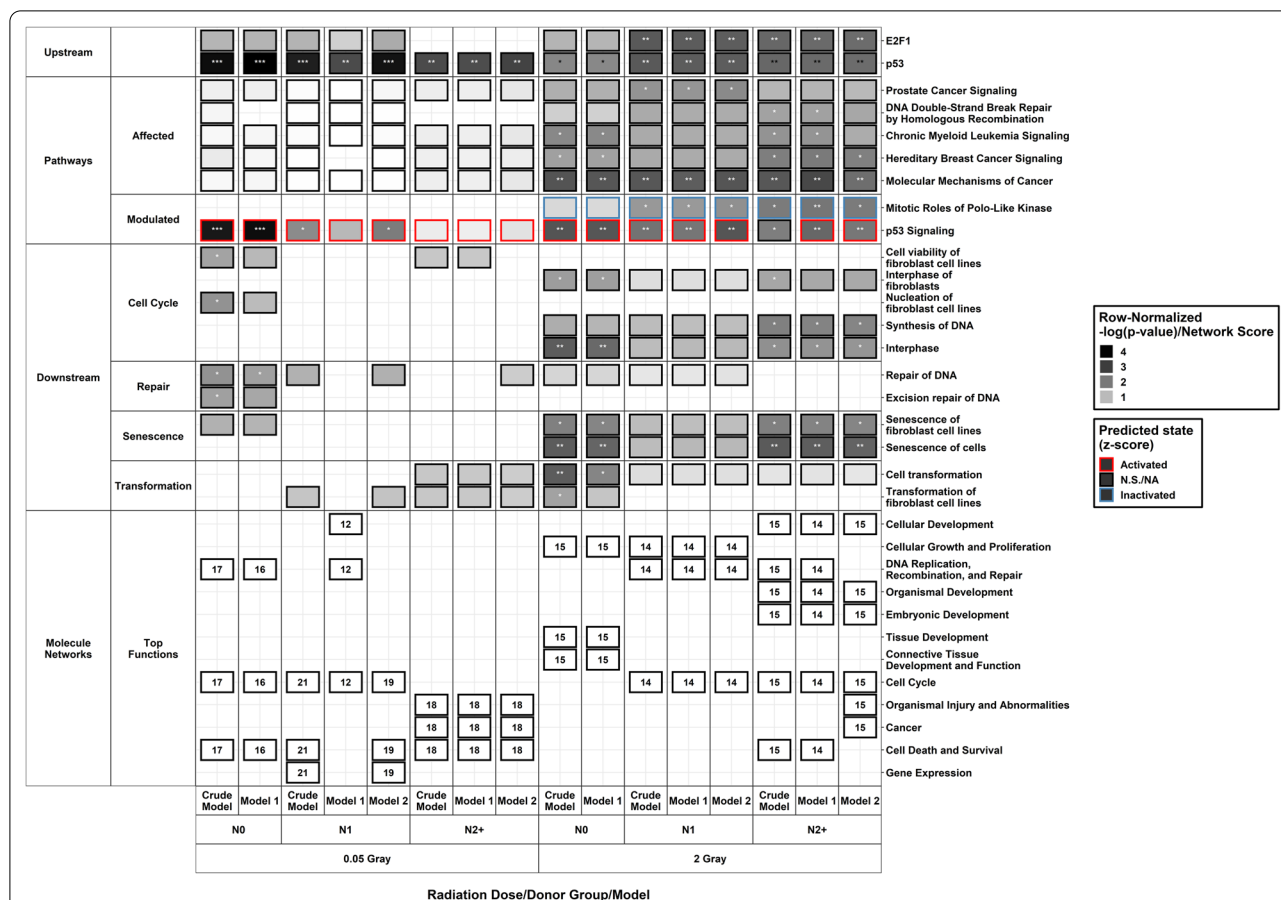 Upstream
E2F1
*** *** *** ** *** ** ** ** * * ** ** ** ** ** **
p53
Pathways
Affected
Prostate Cancer Signaling
DNA Double-Strand Break Repair
by Homologous Recombination
Chronic Myeloid Leukemia Signaling
Hereditary Breast Cancer Signaling
Molecular Mechanisms of Cancer
Modulated
Mitotic Roles of Polo-Like Kinase
p53 Signaling
Downstream
Cell Cycle
Cell viability of
fibroblast cell lines
Interphase of
fibroblasts
Nucleation of
fibroblast cell lines
Synthesis of DNA
Interphase
Repair
Repair of DNA
Excision repair of DNA
Senescence
Senescence of
fibroblast cell lines
Senescence of cells
Transformation
Cell transformation
Transformation of
fibroblast cell lines
Molecule
Networks
Top
Functions
12 15 14 15 Cellular Development
15 15 14 14 14 Cellular Growth and Proliferation
17 16 12 14 14 14 15 14 DNA Replication,
Recombination, and Repair
15 14 15 Organismal Development
15 14 15 Embryonic Development
15 15 Tissue Development
15 15 Connective Tissue
Development and Function
17 16 21 12 19 14 14 14 15 14 15 Cell Cycle
18 18 18 15 Organismal Injury and Abnormalities
18 18 18 15 Cancer
17 16 21 19 18 18 18 15 14 Cell Death and Survival
21 19 Gene Expression
Crude
Model Model 1 Crude
Model Model 1 Model 2 Crude
Model Model 1 Model 2 Crude
Model Model 1 Crude
Model Model 1 Model 2 Crude
Model Model 1 Model 2
N0 N1 N2+ N0 N1 N2+
0.05 Gray 2 Gray
Radiation Dose/Donor Group/Model
Row-Normalized
-log(p-value)/Network Score
4
3
2
1
Predicted state
(z-score)
Activated
N.S./NA
Inactivated